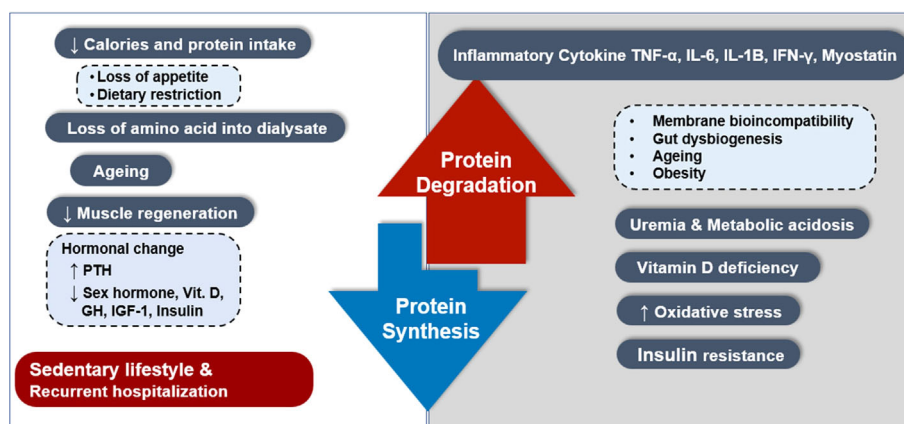 ↓ Calories and protein intake
• Loss of appetite
• Dietary restriction
Loss of amino acid into dialysate
Ageing
↓ Muscle regeneration
Hormonal change
↑ PTH
↓ Sex hormone, Vit. D,
GH, IGF-1, Insulin
Sedentary lifestyle &
Recurrent hospitalization
Protein
Degradation
Protein
Synthesis
Inflammatory Cytokine TNF-α, IL-6, IL-1B, IFN-γ, Myostatin
• Membrane bioincompatibility
• Gut dysbiogenesis
• Ageing
• Obesity
Uremia & Metabolic acidosis
Vitamin D deficiency
↑ Oxidative stress
Insulin resistance